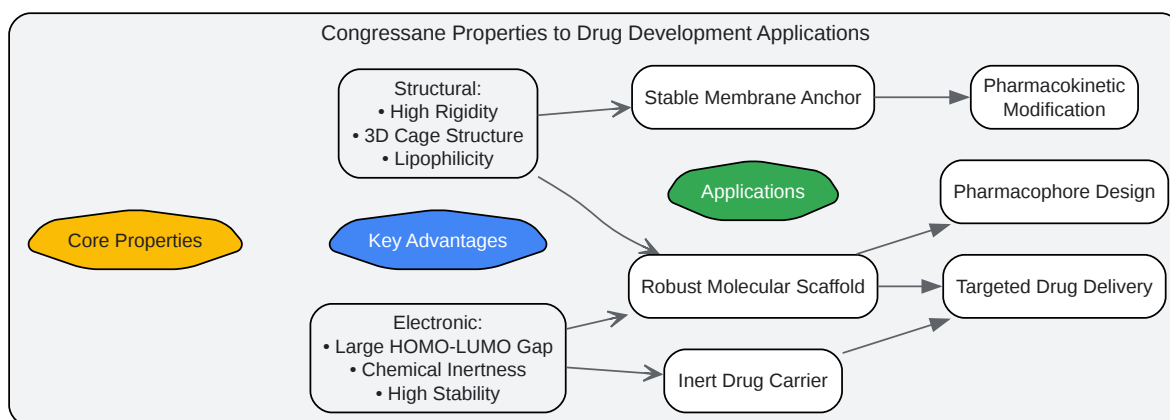 Congressane Properties to Drug Development Applications
Structural:
• High Rigidity
• 3D Cage Structure
• Lipophilicity
Stable Membrane Anchor
Pharmacokinetic
Modification
Applications
Pharmacophore Design
Core Properties
Key Advantages
Robust Molecular Scaffold
Targeted Drug Delivery
Electronic:
• Large HOMO-LUMO Gap
• Chemical Inertness
• High Stability
Inert Drug Carrier